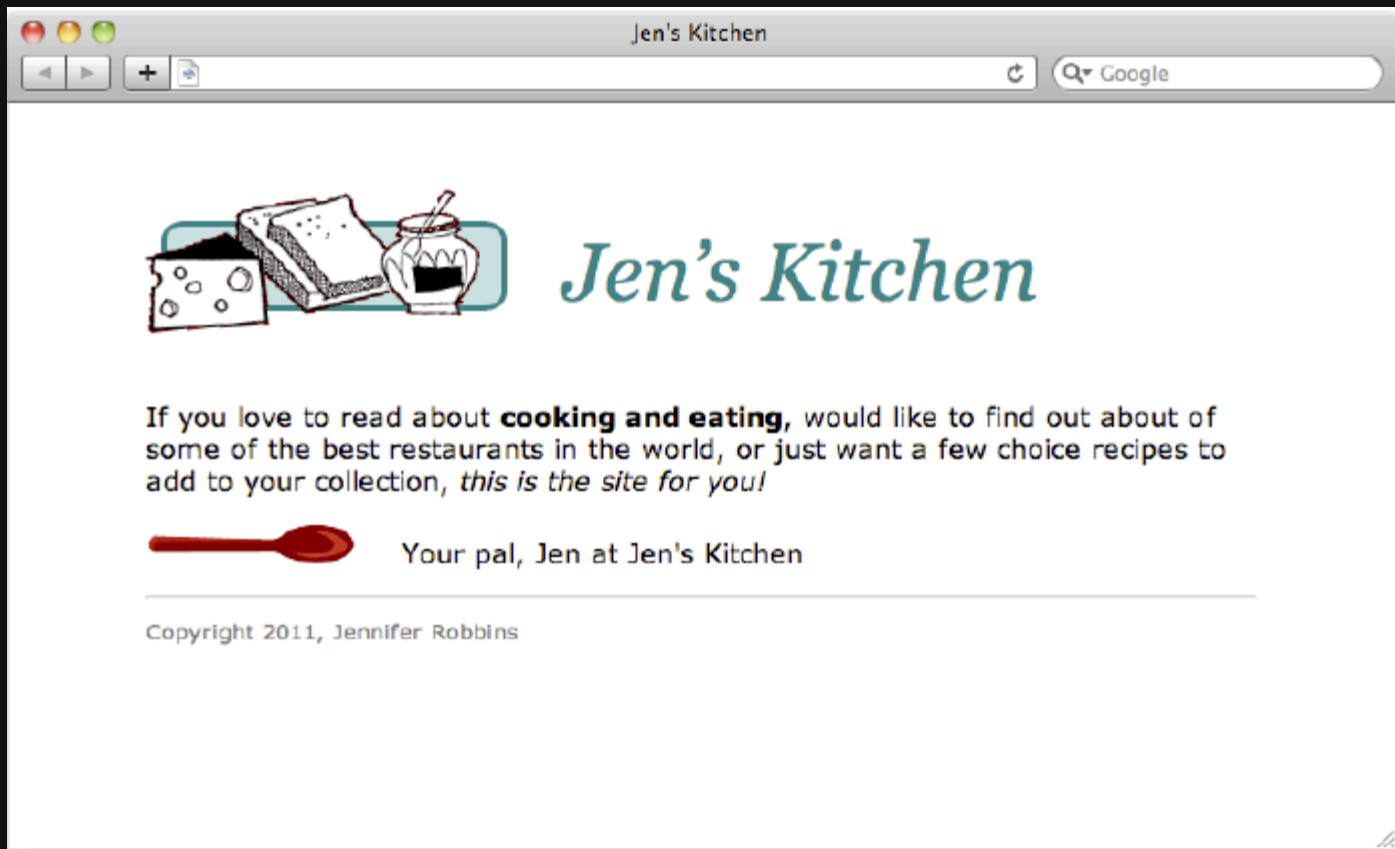 Jen's Kitchen
Google
Jen’s Kitchen
If you love to read about cooking and eating, would like to find out about of
some of the best restaurants in the world, or just want a few choice recipes to
add to your collection, this is the site for you!
Your pal, Jen at Jen's Kitchen
Copyright 2011, Jennifer Robbins